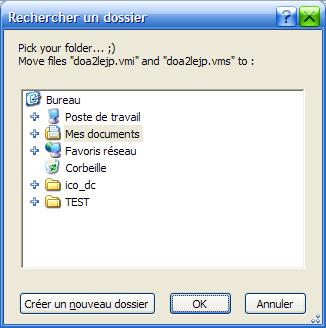 Rechercher un dossier
Pick your folder... ;)
Move files "doa2lejp.vmi" and "doa2lejp.vms" to :
Bureau
Poste de travail
Mes documents
Favoris réseau
Corbeille
ico_dc
TEST
Créer un nouveau dossier
OK
Annuler